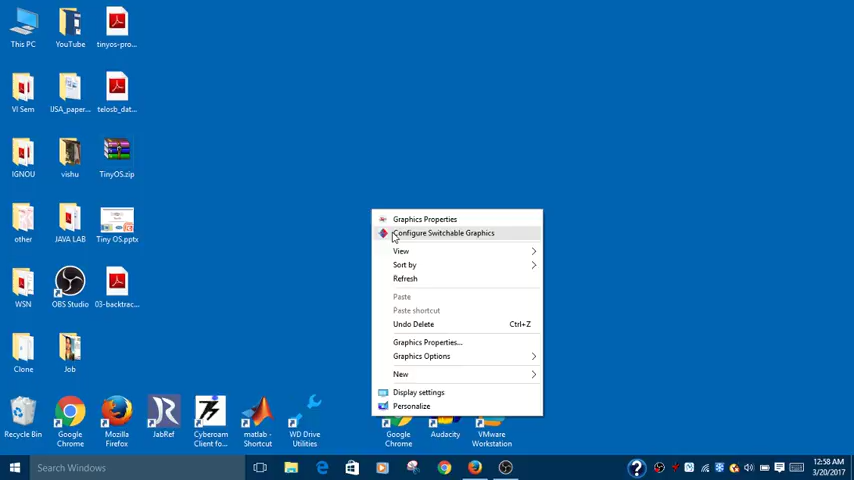 This PC
YouTube
tinyos-pro...
VI Sem
IJSA_paper...
telosb_dat...
IGNOU
vishu
TinyOS.zip
other
JAVA LAB
Tiny OS.pptx
WSN
OBS Studio
03-backtrac...
Clone
Job
Recycle Bin
Google
Chrome
Mozilla
Firefox
JabRef
Cyberoam
Client fo...
matlab -
Shortcut
WD Drive
Utilities
Google
Chrome
Audacity
VMware
Workstation
Graphics Properties
Configure Switchable Graphics
View
Sort by
Refresh
Paste
Paste shortcut
Undo Delete Ctrl+Z
Graphics Properties...
Graphics Options
New
Display settings
Personalize
Search Windows
12:58 AM
3/20/2017